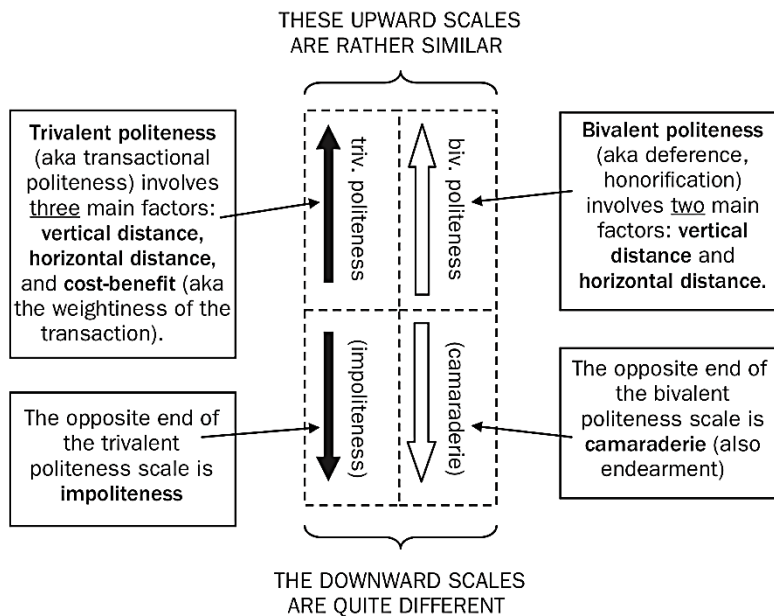 THESE UPWARD SCALES
ARE RATHER SIMILAR
Trivalent politeness
(aka transactional
politeness) involves
three main factors:
vertical distance,
horizontal distance,
and cost-benefit (aka
the weightiness of the
transaction).
triv. politeness
biv. politeness
Bivalent politeness
(aka deference,
honorification)
involves two main
factors: vertical
distance and
horizontal distance.
The opposite end of
the trivalent
politeness scale is
impoliteness
(impoliteness)
(camaraderie)
The opposite end of
the bivalent
politeness scale is
camaraderie (also
endearment)
THE DOWNWARD SCALES
ARE QUITE DIFFERENT